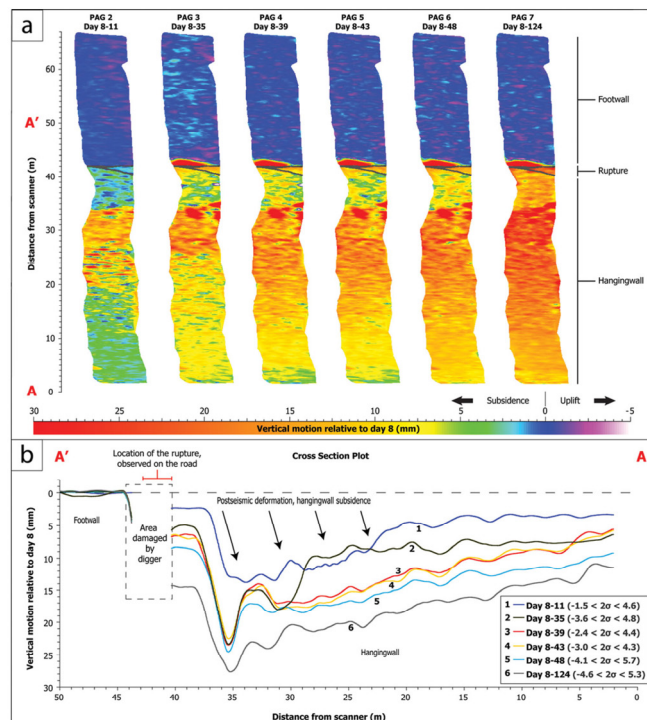 a
PAG 2
Day 8-11
PAG 3
Day 8-35
PAG 4
Day 8-39
PAG 5
Day 8-43
PAG 6
Day 8-48
PAG 7
Day 8-124
60
50
40
30
20
10
0
Distance from scanner (m)
A'
A
Footwall
Rupture
Hangingwall
Subsidence
Uplift
30
25
20
15
10
5
0
-5
Vertical motion relative to day 8 (mm)
b
A'
Location of the rupture,
observed on the road
Cross Section Plot
A
Footwall
Area
damaged
by
digger
Postseismic deformation, hangingwall subsidence
1
2
3
4
5
6
Hangingwall
0
5
10
15
20
25
30
Vertical motion relative to day 8 (mm)
1 Day 8-11 (-1.5 < 2σ < 4.6)
2 Day 8-35 (-3.6 < 2σ < 4.8)
3 Day 8-39 (-2.4 < 2σ < 4.4)
4 Day 8-43 (-3.0 < 2σ < 4.3)
5 Day 8-48 (-4.1 < 2σ < 5.7)
6 Day 8-124 (-4.6 < 2σ < 5.3)
50
45
40
35
30
25
20
15
10
5
0
Distance from scanner (m)